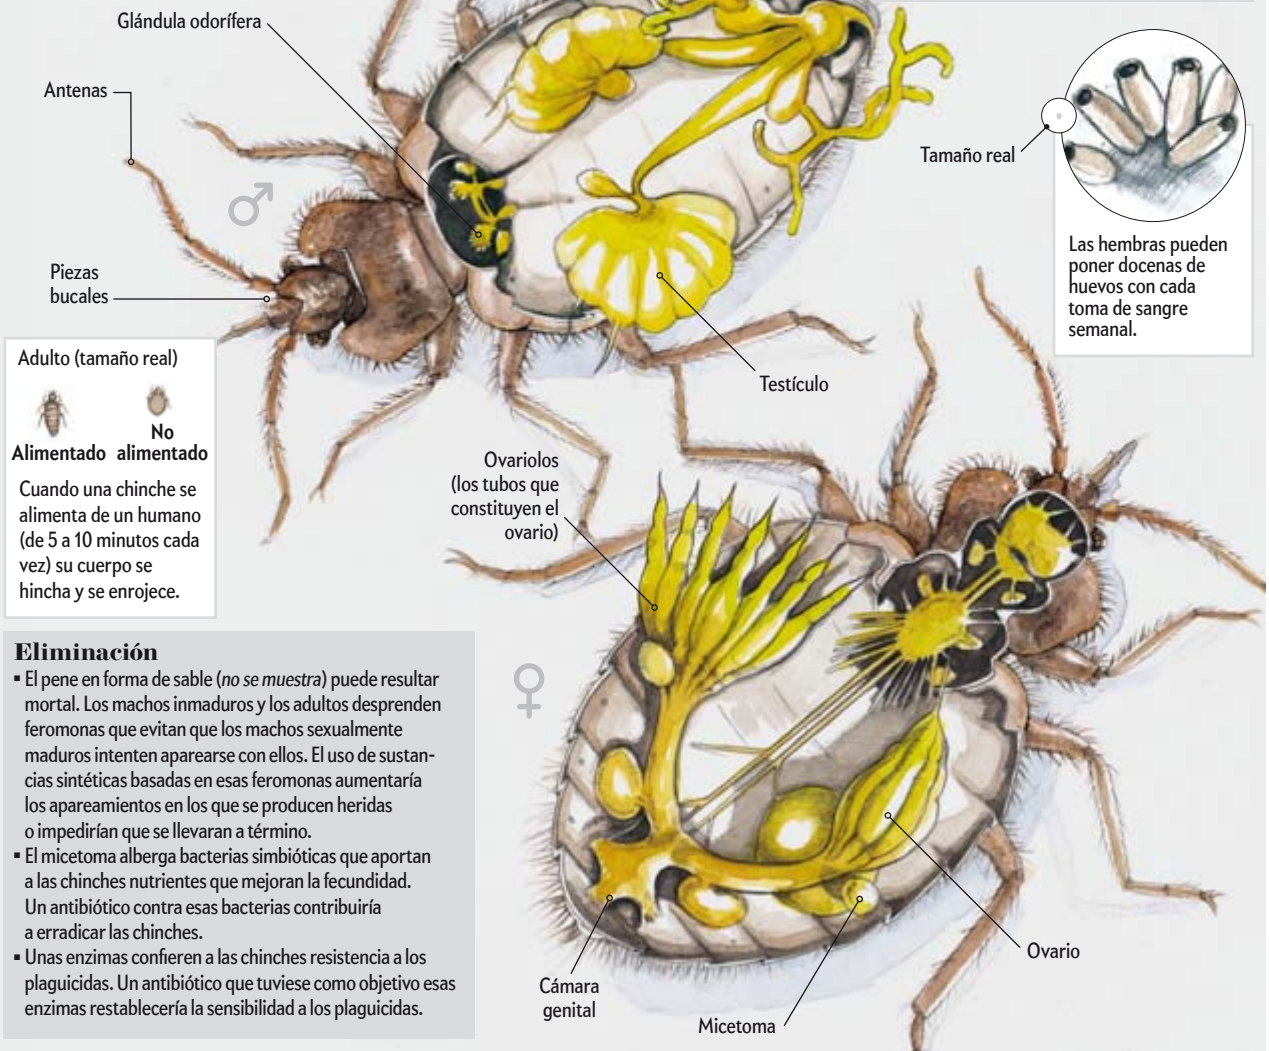 Glándula odorífera
Antenas
Piezas
bucales
Tamaño real
Las hembras pueden
poner docenas de
huevos con cada
toma de sangre
semanal.
Testículo
Adulto (tamaño real)
Alimentado
No
alimentado
Cuando una chinche se
alimenta de un humano
(de 5 a 10 minutos cada
vez) su cuerpo se
hincha y se enrojece.
Ovariolos
(los tubos que
constituyen el
ovario)
Eliminación
▪ El pene en forma de sable (no se muestra) puede resultar
mortal. Los machos inmaduros y los adultos desprenden
feromonas que evitan que los machos sexualmente
maduros intenten aparearse con ellos. El uso de sustan-
cias sintéticas basadas en esas feromonas aumentaría
los apareamientos en los que se producen heridas
o impedirían que se llevaran a término.
▪ El micetoma alberga bacterias simbióticas que aportan
a las chinches nutrientes que mejoran la fecundidad.
Un antibiótico contra esas bacterias contribuiría
a erradicar las chinches.
▪ Unas enzimas confieren a las chinches resistencia a los
plaguicidas. Un antibiótico que tuviese como objetivo esas
enzimas restablecería la sensibilidad a los plaguicidas.
Ovario
Cámara
genital
Micetoma